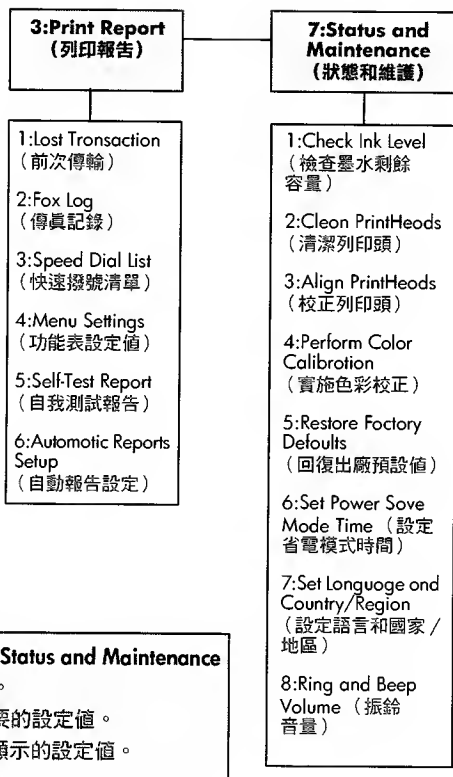 3:Print Report
(列印報告)
1:Lost Tronsaction
(前次傳輸)
2:Fox Log
(傳真記錄)
3:Speed Dial List
(快速撥號清單)
4:Menu Settings
(功能表設定値)
5:Self-Test Report
(自我測試報告)
6:Automotic Reports
Setup
(自動報告設定)
7:Status and
Maintenance
(狀態和維護)
1:Check Ink Level
(檢查墨水剩餘
容量)
2:Cleon PrintHeods
(清潔列印頭)
3:Align PrintHeods
(校正列印頭)
4:Perform Color
Calibrotion
(實施色彩校正)
5:Restore Foctory
Defoults
(回復出廠預設値)
6:Set Power Sove
Mode Time (設定
省電模式時間)
7:Set Longuoge ond
Country/Region
(設定語言和國家/
地區)
8:Ring and Beep
Volume (振鈴
音量)
Status and Maintenance
。
要的設定値。
顯示的設定値。